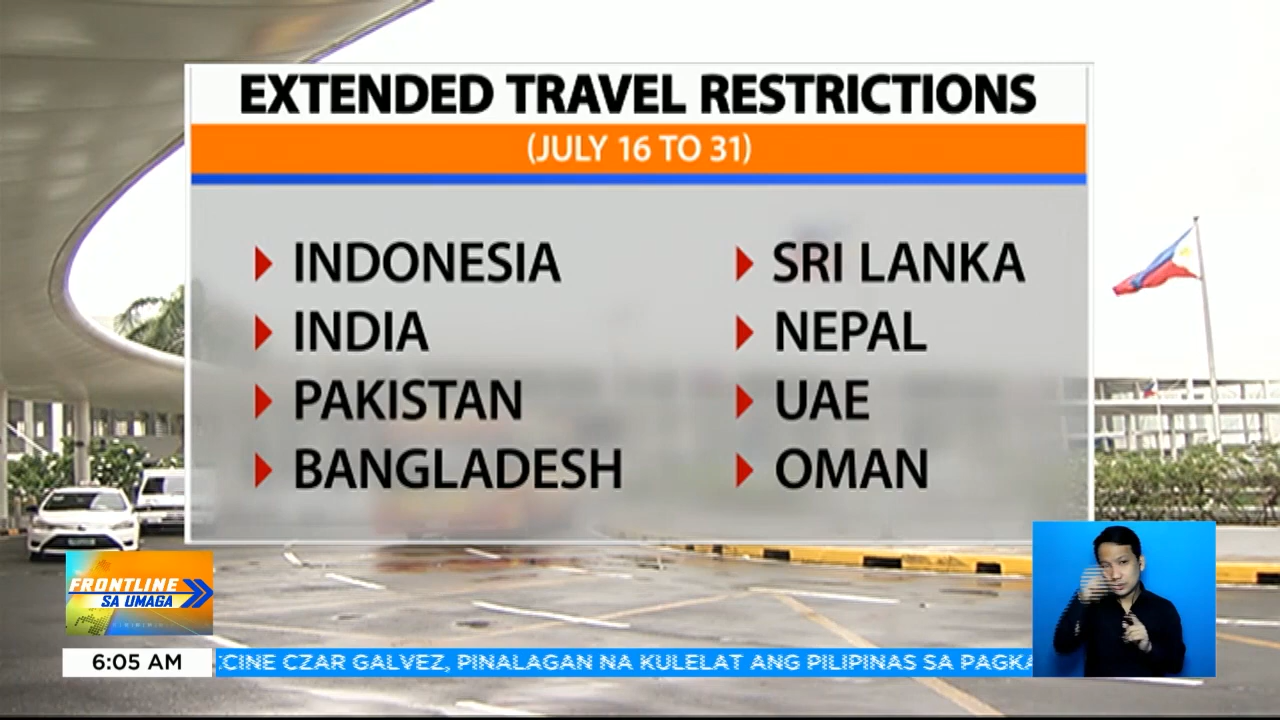 EXTENDED TRAVEL RESTRICTIONS
(JULY 16 TO 31)
INDONESIA
INDIA
PAKISTAN
BANGLADESH
SRI LANKA
NEPAL
UAE
OMAN
FRONTLINE
SA UMAGA
6:05 AM
CINE CZAR GALVEZ, PINALAGAN NA KULELAT ANG PILIPINAS SA PAGKA